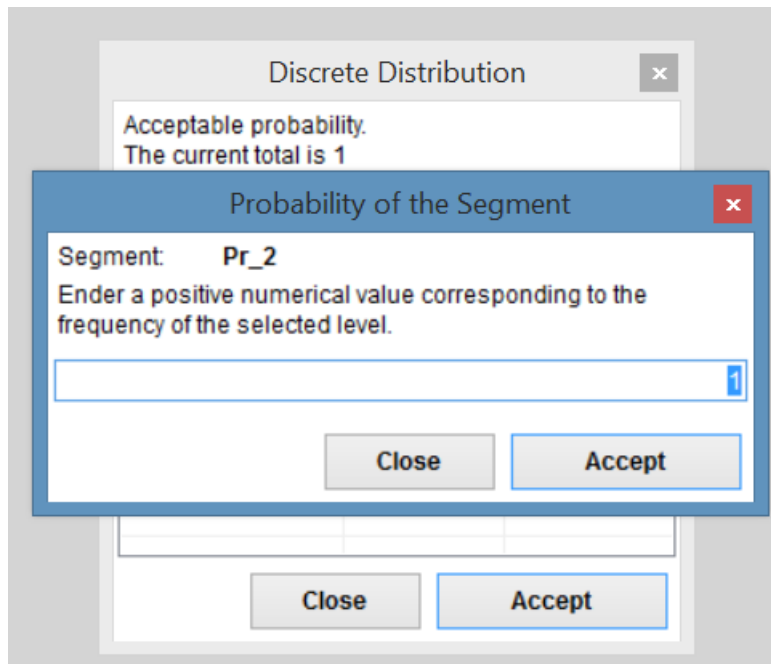 Discrete Distribution
Acceptable probability.
The current total is 1
Probability of the Segment
Segment: Pr_2
Ender a positive numerical value corresponding to the
frequency of the selected level.
1
Close Accept
Close Accept